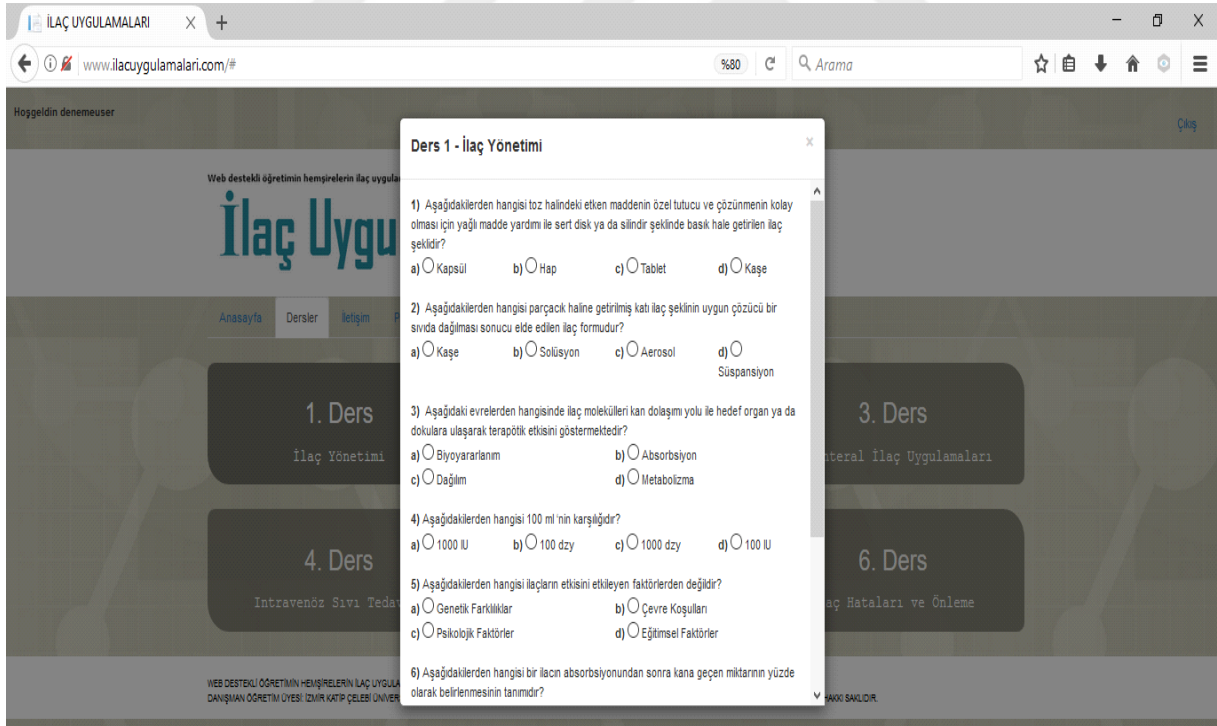 İLAÇ UYGULAMALARI
www.ilacuygulamalari.com/#
%80
Arama
Hoşgeldin denemeuser
Çıkış
Ders 1 - İlaç Yönetimi
Web destekli öğretimin hemşirelerin ilaç
İlaç Uygu
Anasayfa Dersler İletişim
1) Aşağıdakilerden hangisi toz halindeki etken maddenin özel tutucu ve çözünmenin kolay
olması için yağlı madde yardımı ile sert disk ya da silindir şeklinde basık hale getirilen ilaç
şeklidir?
a) Kapsül b) Hap c) Tablet d) Kaşe
2) Aşağıdakilerden hangisi parçacık haline getirilmiş katı ilaç şeklinin uygun çözücü bir
sıvıda dağılması sonucu elde edilen ilaç formudur?
a) Kaşe b) Solüsyon c) Aerosol d)
Süspansiyon
3) Aşağıdaki evrelerden hangisinde ilaç molekülleri kan dolaşımı yolu ile hedef organ ya da
dokulara ulaşarak terapötik etkisini göstermektedir?
a) Biyoyararlanım b) Absorbsiyon
c) Dağılım d) Metabolizma
4) Aşağıdakilerden hangisi 100 ml 'nin karşılığıdır?
a) 1000 IU b) 100 dzy c) 1000 dzy d) 100 IU
5) Aşağıdakilerden hangisi ilaçların etkisini etkileyen faktörlerden değildir?
a) Genetik Farklılıklar b) Çevre Koşulları
c) Psikolojik Faktörler d) Eğitimsel Faktörler
6) Aşağıdakilerden hangisi bir ilacın absorbsiyonundan sonra kana geçen miktarının yüzde
olarak belirlenmesinin tanımıdır?
1. Ders
İlaç Yönetimi
3. Ders
teral İlaç Uygulamaları
4. Ders
Intravenöz Sıvı Tedav
6. Ders
aç Hataları ve Önleme
WEB DESTEKLİ ÖĞRETİMİN HEMŞİRELERİN İLAÇ UYGULA
DANIŞMAN ÖĞRETİM ÜYESİ: İZMİR KATİP ÇELEBİ ÜNİVER
HAKKI SAKLIDIR.